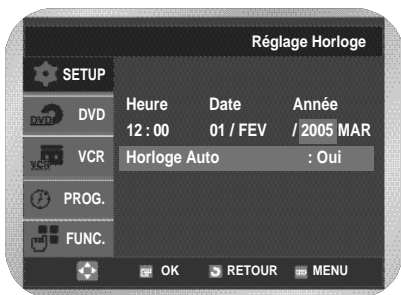 Réglage Horloge
SETUP
DVD
VCR
PROG.
FUNC.
Heure Date Année
12 : 00 01 / FEV / 2005 MAR
Horloge Auto : Oui
OK RETOUR MENU